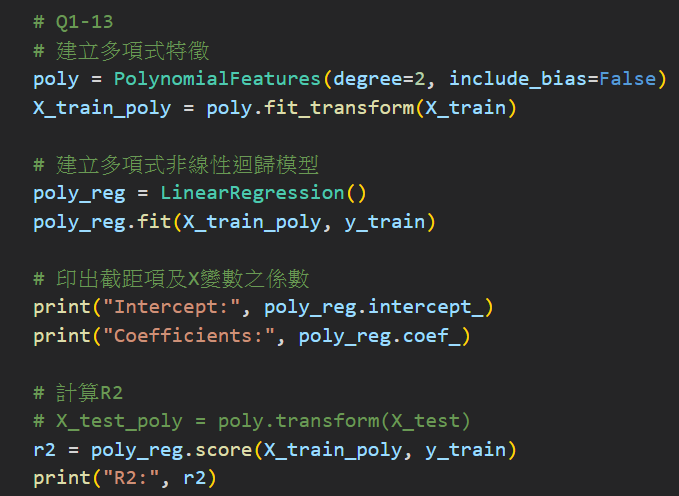 # Q1-13
# 建立多項式特徵
poly = PolynomialFeatures(degree=2, include_bias=False)
X_train_poly = poly.fit_transform(X_train)
# 建立多項式非線性迴歸模型
poly_reg = LinearRegression()
poly_reg.fit(X_train_poly, y_train)
# 印出截距項及X變數之係數
print("Intercept:", poly_reg.intercept_)
print("Coefficients:", poly_reg.coef_)
# 計算R2
# X_test_poly = poly.transform(X_test)
r2 = poly_reg.score(X_train_poly, y_train)
print("R2:", r2)